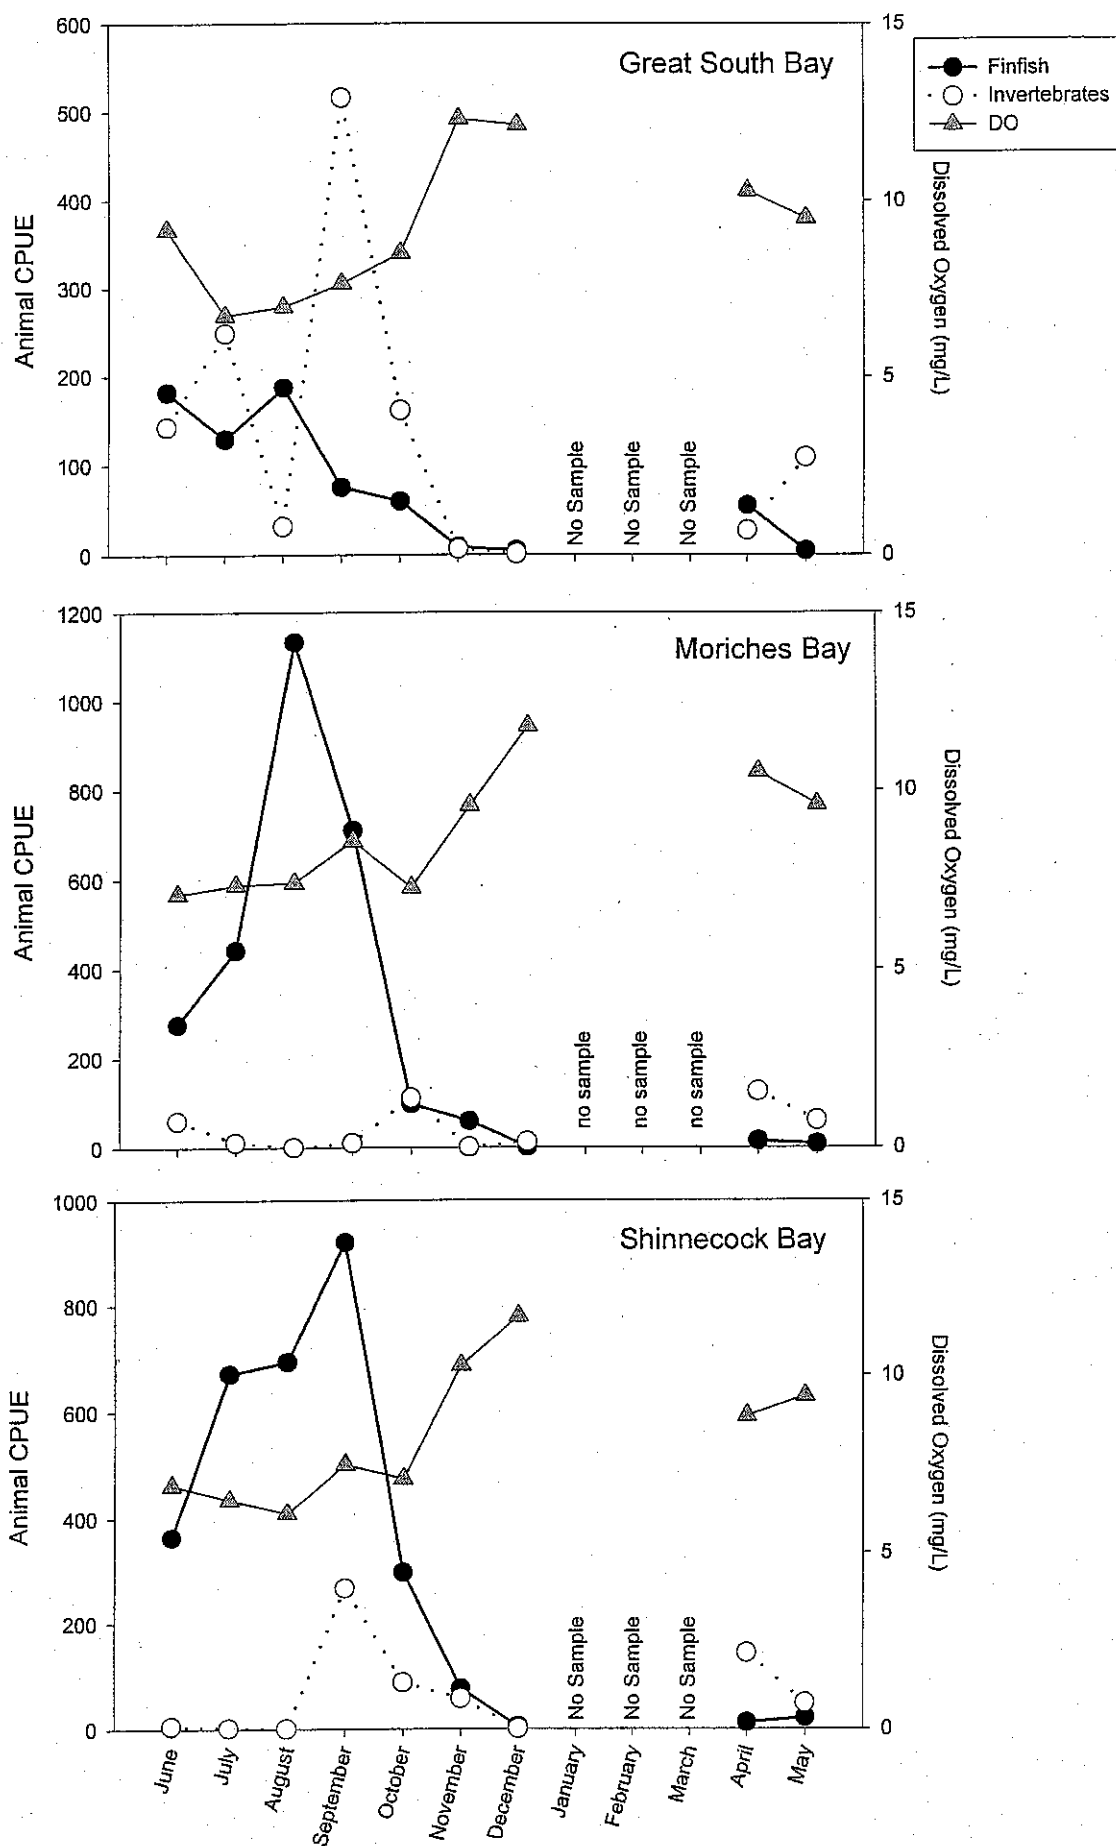 600
500
400
300
200
100
0
Animal CPUE
Great South Bay
15
10
5
0
Dissolved Oxygen (mg/L)
Finfish
Invertebrates
DO
No Sample
No Sample
No Sample
1200
1000
800
600
400
200
0
Animal CPUE
Moriches Bay
15
10
5
0
Dissolved Oxygen (mg/L)
no sample
no sample
no sample
1000
800
600
400
200
0
Animal CPUE
Shinnecock Bay
15
10
5
0
Dissolved Oxygen (mg/L)
No Sample
No Sample
No Sample
June
July
August
September
October
November
December
January
February
March
April
May